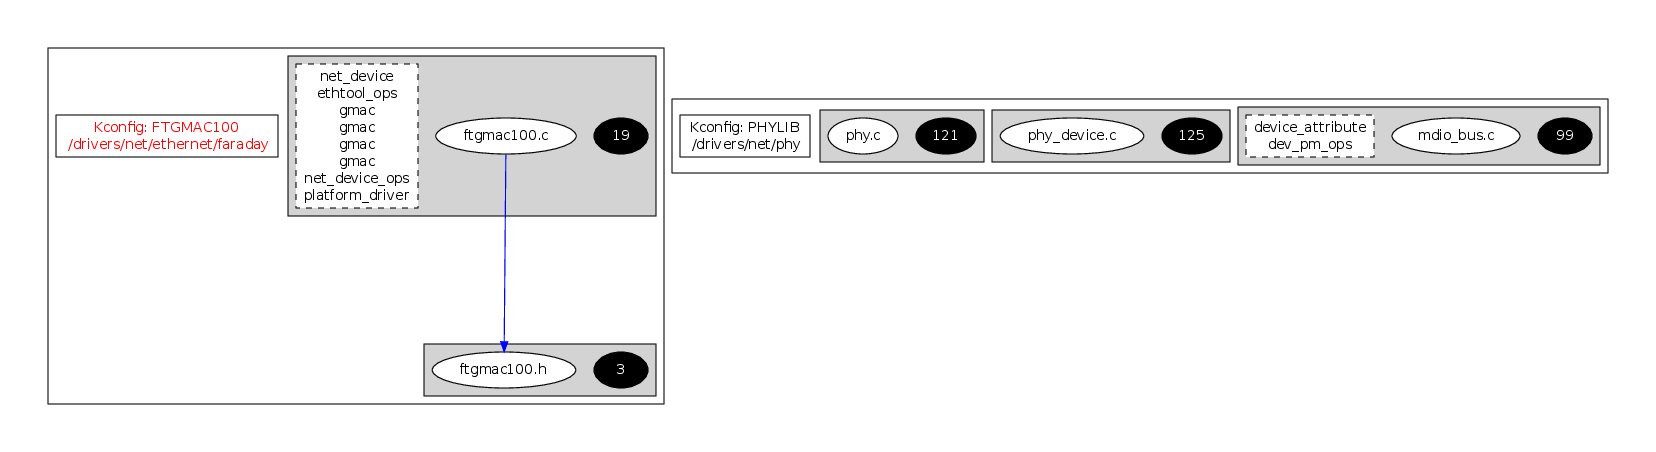 Kconfig: FTGMAC100
/drivers/net/ethernet/faraday
net_device
ethtool_ops
gmac
gmac
gmac
gmac
net_device_ops
platform_driver
ftgmac100.c
19
ftgmac100.h
3
Kconfig: PHYLIB
/drivers/net/phy
phy.c
121
phy_device.c
125
device_attribute
dev_pm_ops
mdio_bus.c
99